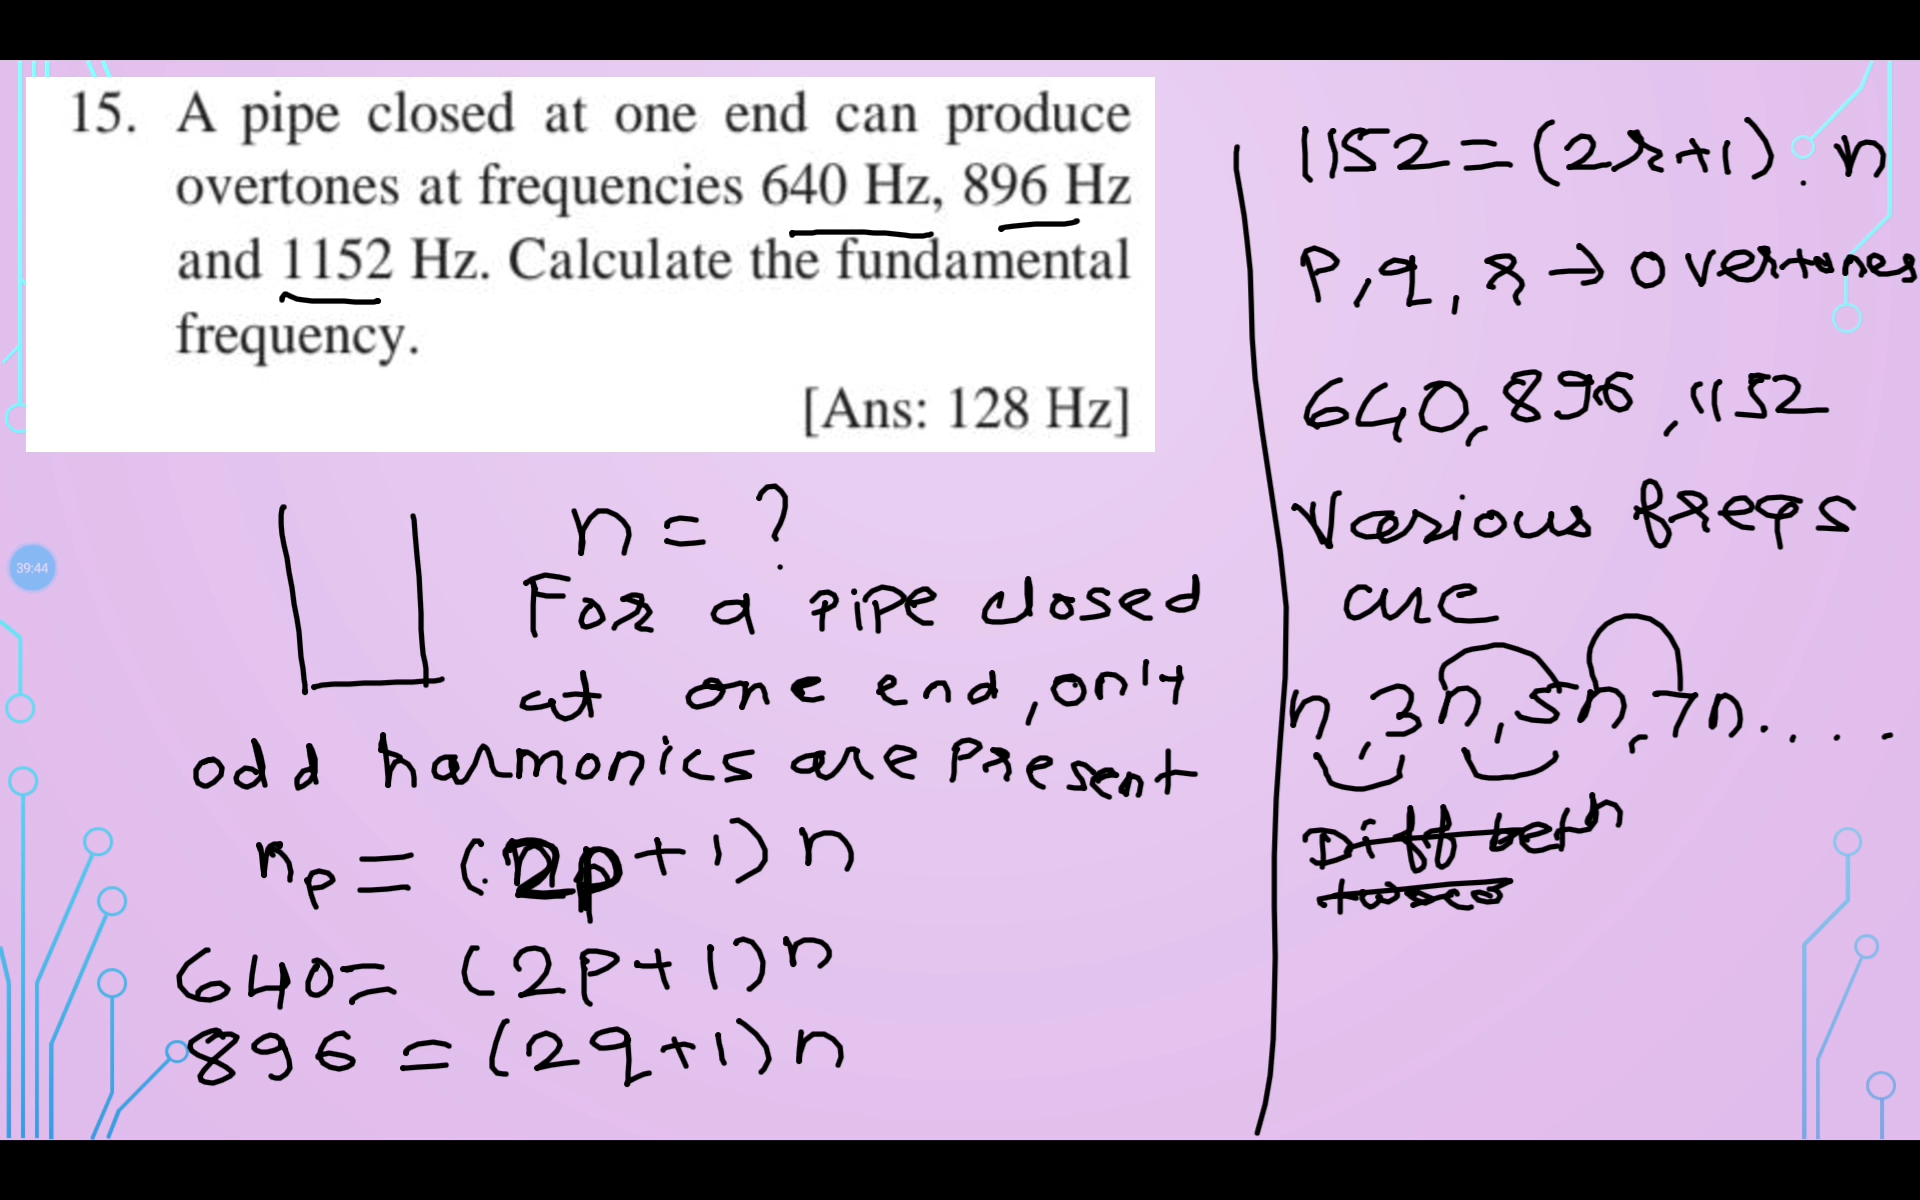 15. A pipe closed at one end can produce
overtones at frequencies 640 Hz, 896 Hz
and 1152 Hz. Calculate the fundamental
frequency.
[Ans: 128 Hz]
n = ?
For a pipe closed
at one end, only
odd harmonics are present
n_p = (2p + 1) n
640 = (2p + 1) n
896 = (2q + 1) n
39:44
1152 = (2r + 1) . n
p, q, r → overtones
640, 896, 1152
Various freqs
are
n, 3n, 5n, 7n . . . .
Diff betn